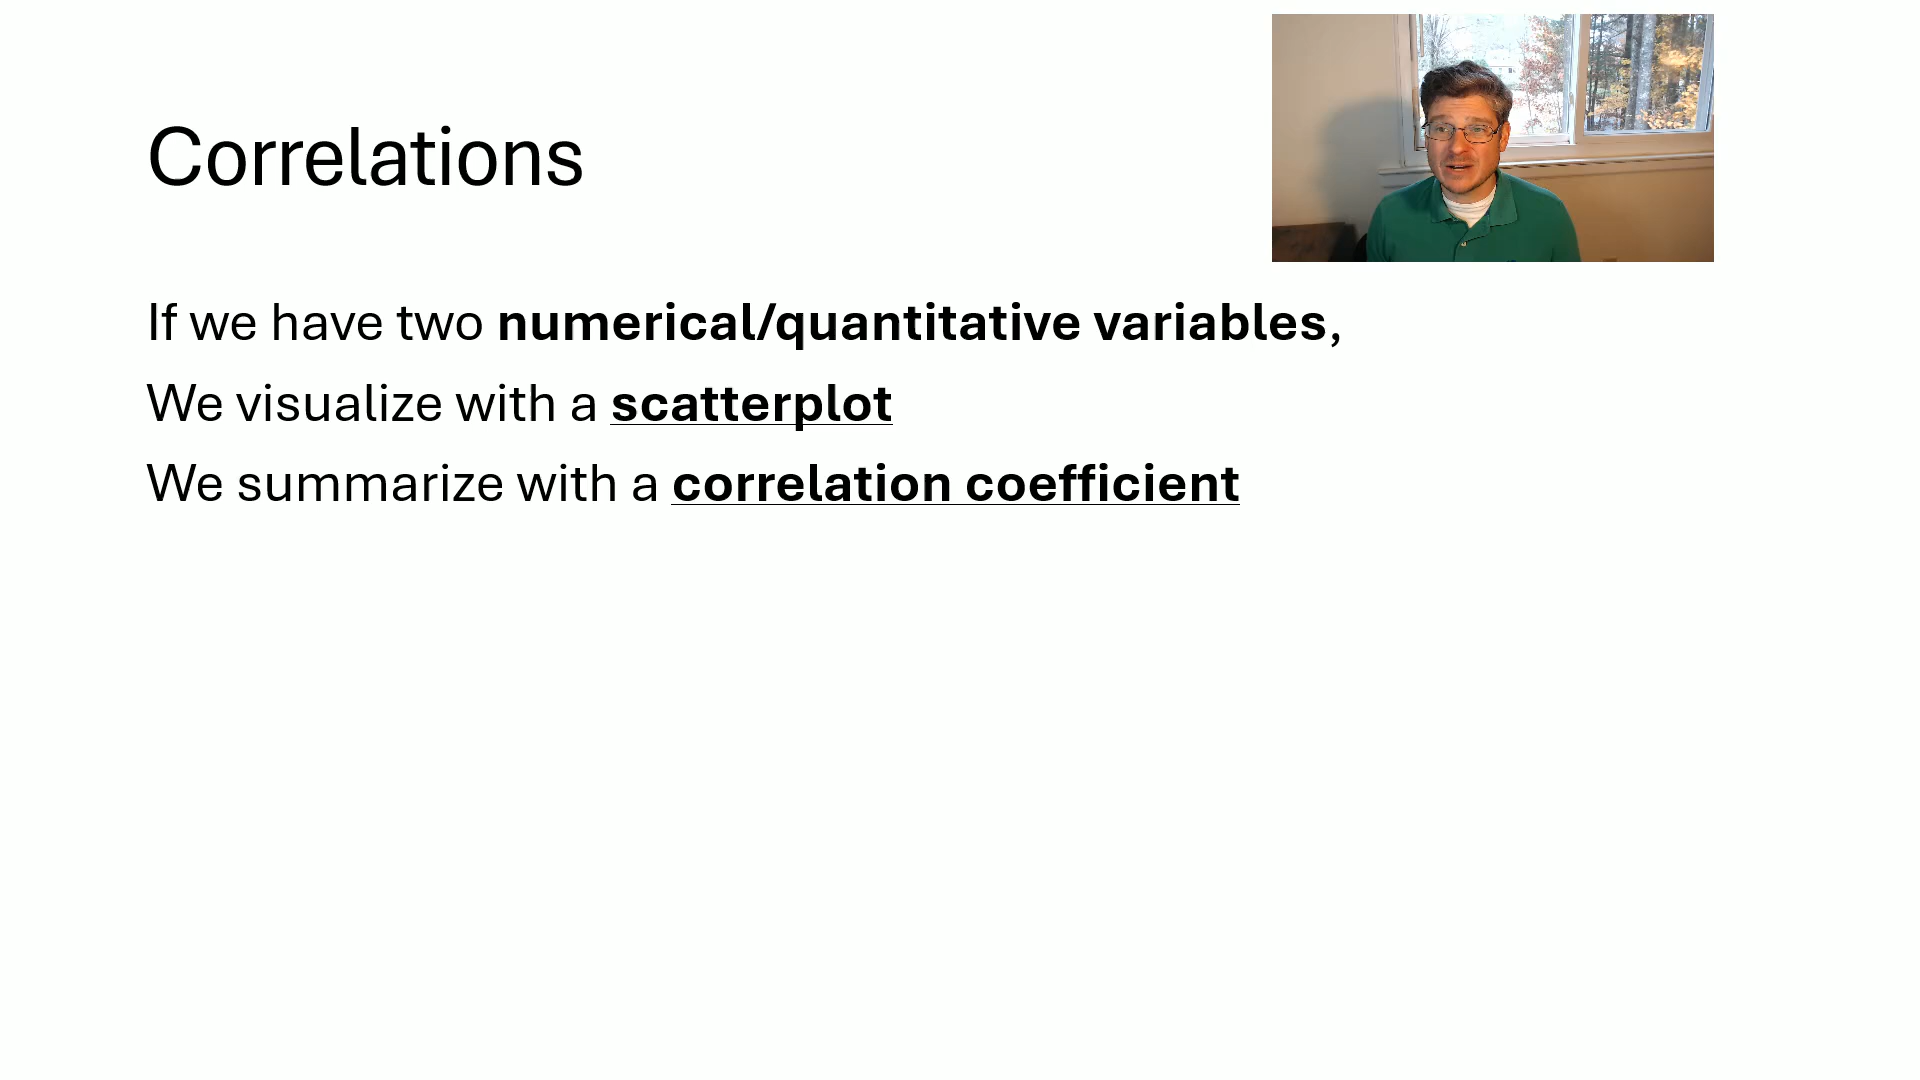 Correlations
If we have two numerical/quantitative variables,
We visualize with a scatterplot
We summarize with a correlation coefficient